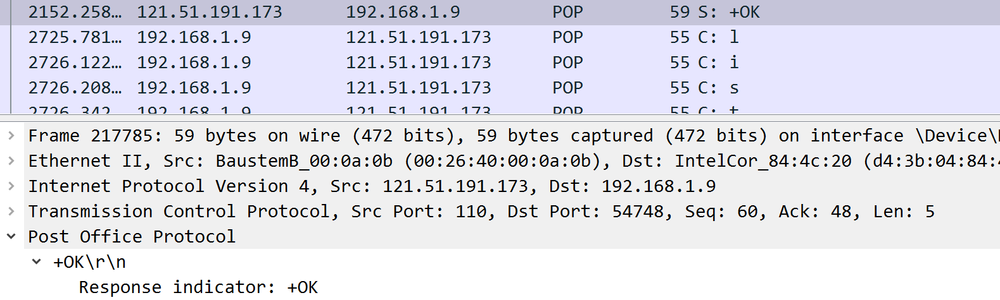 2152.258… 121.51.191.173 192.168.1.9 POP 59 S: +OK
2725.781… 192.168.1.9 121.51.191.173 POP 55 C: l
2726.122… 192.168.1.9 121.51.191.173 POP 55 C: i
2726.208… 192.168.1.9 121.51.191.173 POP 55 C: s
2726.342 192.168.1.9 121.51.191.173 POP 55 C: t
Frame 217785: 59 bytes on wire (472 bits), 59 bytes captured (472 bits) on interface \Device\
Ethernet II, Src: BaustemB_00:0a:0b (00:26:40:00:0a:0b), Dst: IntelCor_84:4c:20 (d4:3b:04:84:4
Internet Protocol Version 4, Src: 121.51.191.173, Dst: 192.168.1.9
Transmission Control Protocol, Src Port: 110, Dst Port: 54748, Seq: 60, Ack: 48, Len: 5
Post Office Protocol
+OK\r\n
Response indicator: +OK